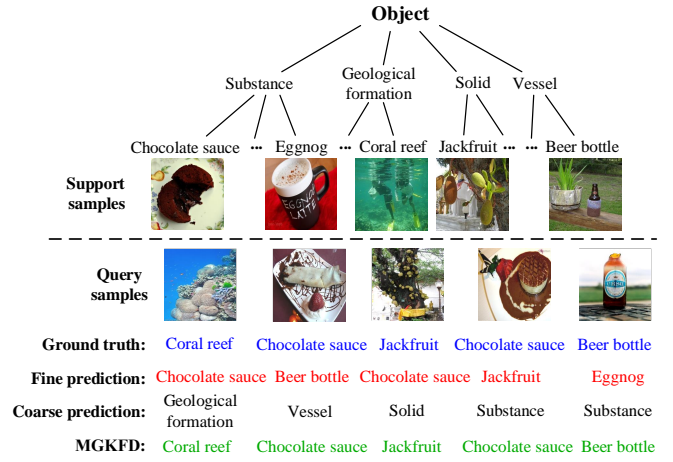 Object
Substance
Geological
formation
Solid
Vessel
Chocolate sauce ... Eggnog ... Coral reef Jackfruit ... ... Beer bottle
Support
samples
EGGNOG
LATTE
Query
samples
Ground truth: Coral reef Chocolate sauce Jackfruit Chocolate sauce Beer bottle
Fine prediction: Chocolate sauce Beer bottle Chocolate sauce Jackfruit Eggnog
Coarse prediction: Geological formation Vessel Solid Substance Substance
MGKFD: Coral reef Chocolate sauce Jackfruit Chocolate sauce Beer bottle